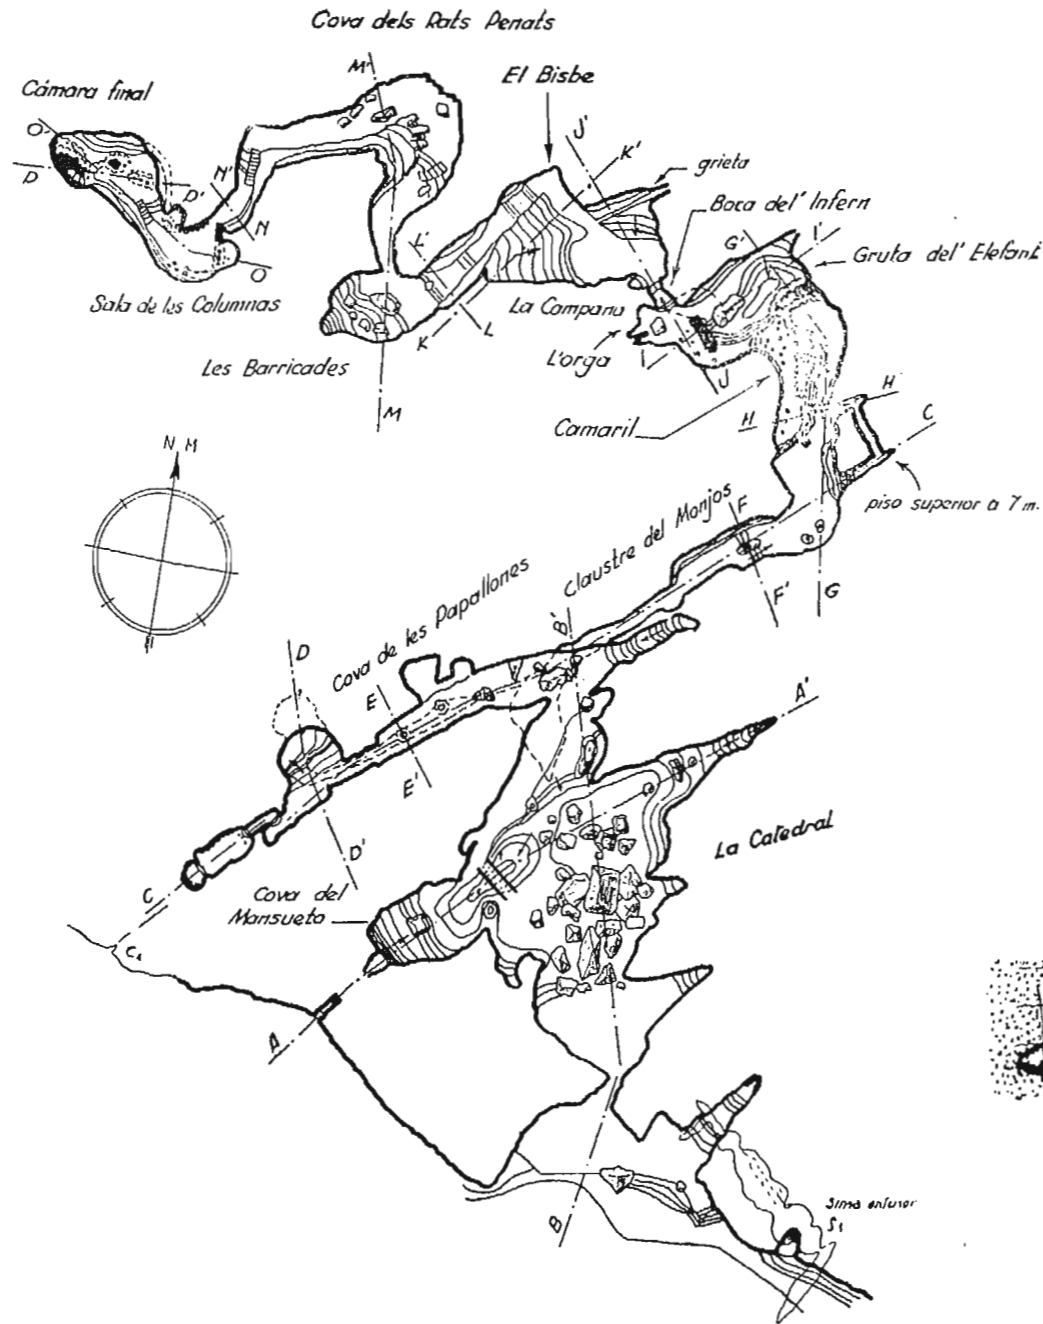 Cova dels Rats Penats
M'
El Bisbe
Cámara final
J'
O'
K'
grieta
P
P'
N'
N
O
Boca del' Infern
G'
I'
Gruta del' Elefant
L'
Sala de les Columnas
La Campana
L
K
L'orga
I
J
Les Barricades
M
H'
H
C
Camaril
N M
piso superior a 7 m.
Claustre del Monjos
F
F'
G
Cova de les Papallones
B'
D
E
E'
A'
D'
La Catedral
C
Cova del
Mansueto
C₁
A
B
Sima
S₁